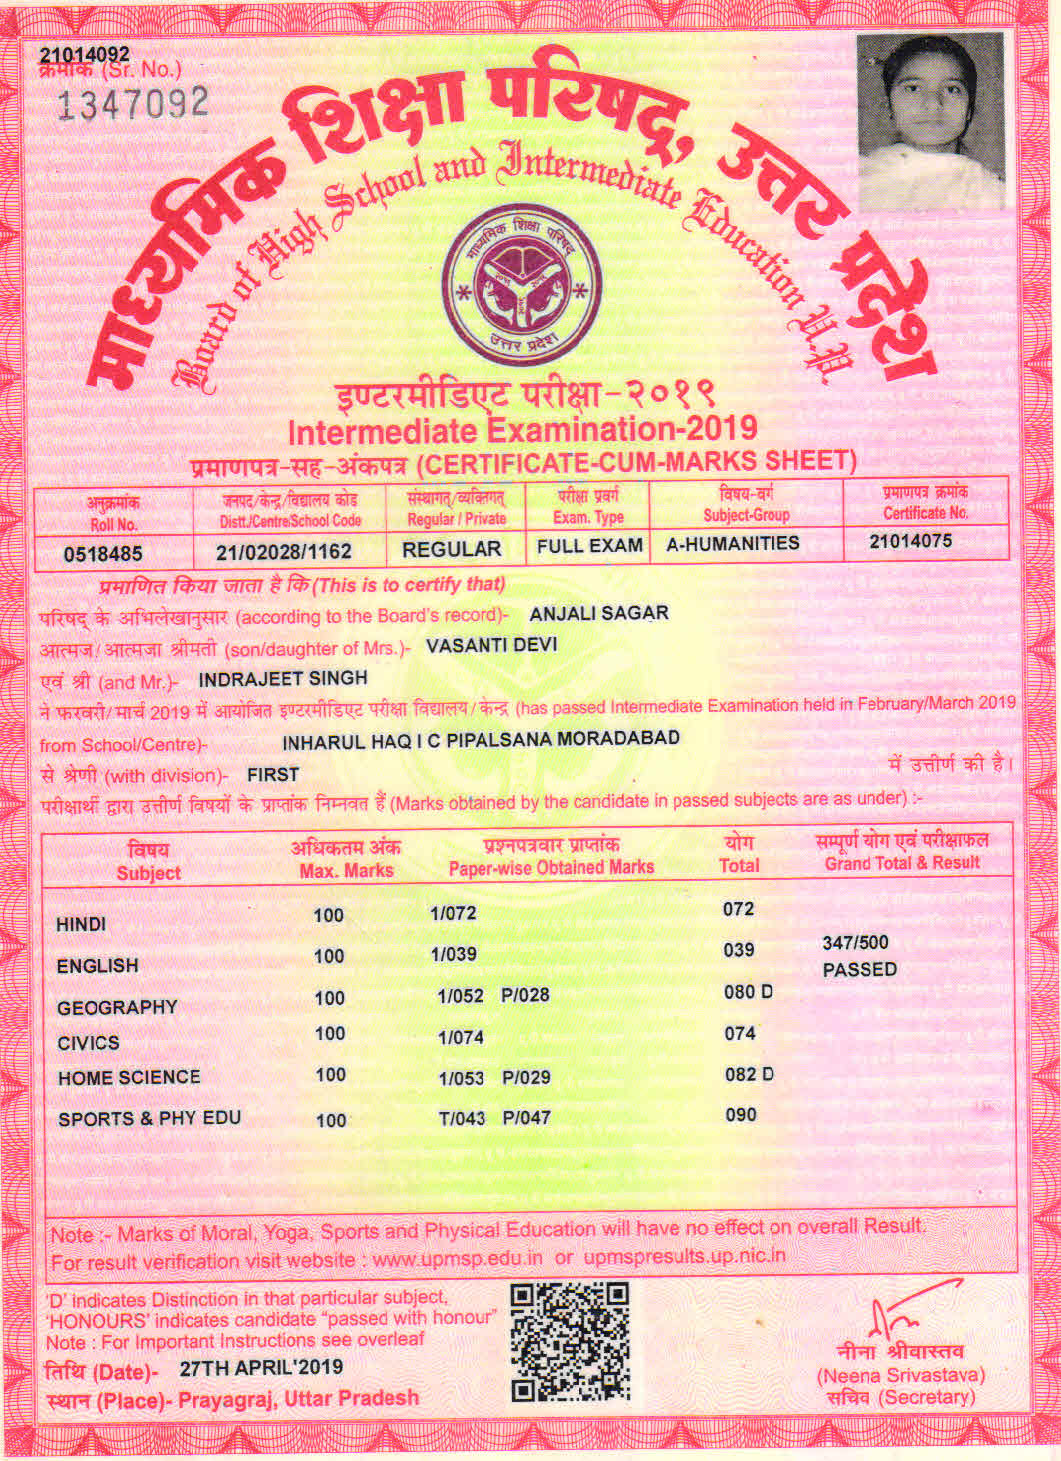 21014092
क्रमांक (Sr. No.)
1347092
माध्यमिक शिक्षा परिषद्, उत्तर प्रदेश
Board of High School and Intermediate Education U.P.
माध्यमिक शिक्षा परिषद्
उत्तर प्रदेश
इण्टरमीडिएट परीक्षा-२०१९
Intermediate Examination-2019
प्रमाणपत्र-सह-अंकपत्र (CERTIFICATE-CUM-MARKS SHEET)
अनुक्रमांक जनपद/केन्द्र/विद्यालय कोड संस्थागत्/व्यक्तिगत् परीक्षा प्रवर्ग विषय-वर्ग प्रमाणपत्र क्रमांक
Roll No. Distt./Centre/School Code Regular / Private Exam. Type Subject-Group Certificate No.
0518485 21/02028/1162 REGULAR FULL EXAM A-HUMANITIES 21014075
प्रमाणित किया जाता है कि (This is to certify that)
परिषद् के अभिलेखानुसार (according to the Board's record)- ANJALI SAGAR
आत्मज/आत्मजा श्रीमती (son/daughter of Mrs.)- VASANTI DEVI
एवं श्री (and Mr.)- INDRAJEET SINGH
ने फरवरी/मार्च 2019 में आयोजित इण्टरमीडिएट परीक्षा विद्यालय/केन्द्र (has passed Intermediate Examination held in February/March 2019
from School/Centre)- INHARUL HAQ I C PIPALSANA MORADABAD
से श्रेणी (with division)- FIRST में उत्तीर्ण की है।
परीक्षार्थी द्वारा उत्तीर्ण विषयों के प्राप्तांक निम्नवत हैं (Marks obtained by the candidate in passed subjects are as under) :-
विषय अधिकतम अंक प्रश्नपत्रवार प्राप्तांक योग सम्पूर्ण योग एवं परीक्षाफल
Subject Max. Marks Paper-wise Obtained Marks Total Grand Total & Result
HINDI 100 1/072 072
ENGLISH 100 1/039 039 347/500
PASSED
GEOGRAPHY 100 1/052 P/028 080 D
CIVICS 100 1/074 074
HOME SCIENCE 100 1/053 P/029 082 D
SPORTS & PHY EDU 100 T/043 P/047 090
Note :- Marks of Moral, Yoga, Sports and Physical Education will have no effect on overall Result.
For result verification visit website : www.upmsp.edu.in or upmspresults.up.nic.in
'D' indicates Distinction in that particular subject,
'HONOURS' indicates candidate "passed with honour"
Note : For Important Instructions see overleaf
तिथि (Date)- 27TH APRIL'2019
स्थान (Place)- Prayagraj, Uttar Pradesh
नीना श्रीवास्तव
(Neena Srivastava)
सचिव (Secretary)